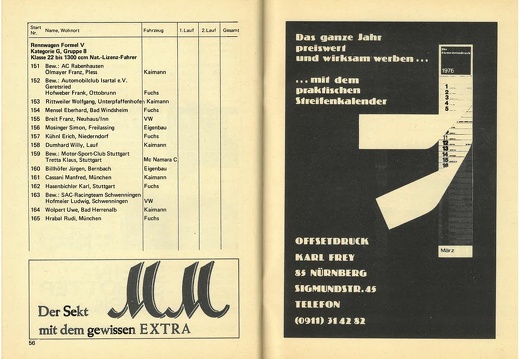 Start Nr. Name, Wohnort Fahrzeug 1.Lauf 2.Lauf Gesamt
Rennwagen Formel V
Kategorie G, Gruppe 8
Klasse 22 bis 1300 ccm Nat.-Lizenz-Fahrer
151 Bew.: AC Rabenhausen
Olmayer Franz, Pless Kaimann
152 Bew.: Automobilclub Isartal e.V.
Geretsried
Hofweber Frank, Ottobrunn Fuchs
153 Rittweiler Wolfgang, Unterpfaffenhofen Kaimann
154 Mensel Eberhard, Bad Windsheim Fuchs
155 Breit Franz, Neuhaus/Inn VW
156 Mosinger Simon, Freilassing Eigenbau
157 Kühnl Erich, Niederndorf Fuchs
158 Dumhard Willy, Lauf Kaimann
159 Bew.: Motor-Sport-Club Stuttgart
Tretta Klaus, Stuttgart Mc Namara C
160 Billhöfer Jürgen, Bernbach Eigenbau
161 Cassani Manfred, München Kaimann
162 Hasenbichler Karl, Stuttgart Fuchs
163 Bew.: SAC-Racingteam Schwenningen
Hofmeier Ludwig, Schwenningen VW
164 Wolpert Uwe, Bad Herrenalb Kaimann
165 Hrabal Rudi, München Fuchs
MM
Der Sekt
mit dem gewissen EXTRA
56
Das ganze Jahr
preiswert
und wirksam werben ...
... mit dem
praktischen
Streifenkalender
1976
1
2
3
4
5
März
OFFSETDRUCK
KARL FREY
85 NÜRNBERG
SIGMUNDSTR. 45
TELEFON
(0911) 31 42 82